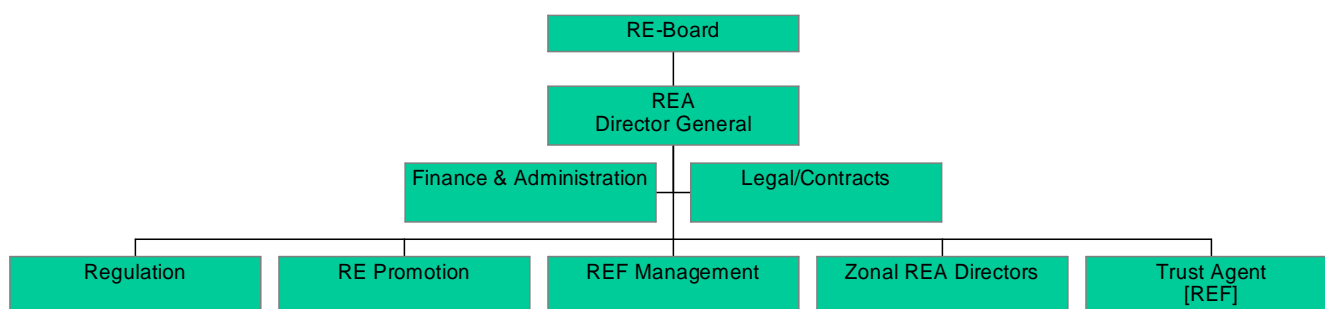 RE-Board
REA
Director General
Finance & Administration
Legal/Contracts
Regulation
RE Promotion
REF Management
Zonal REA Directors
Trust Agent
[REF]